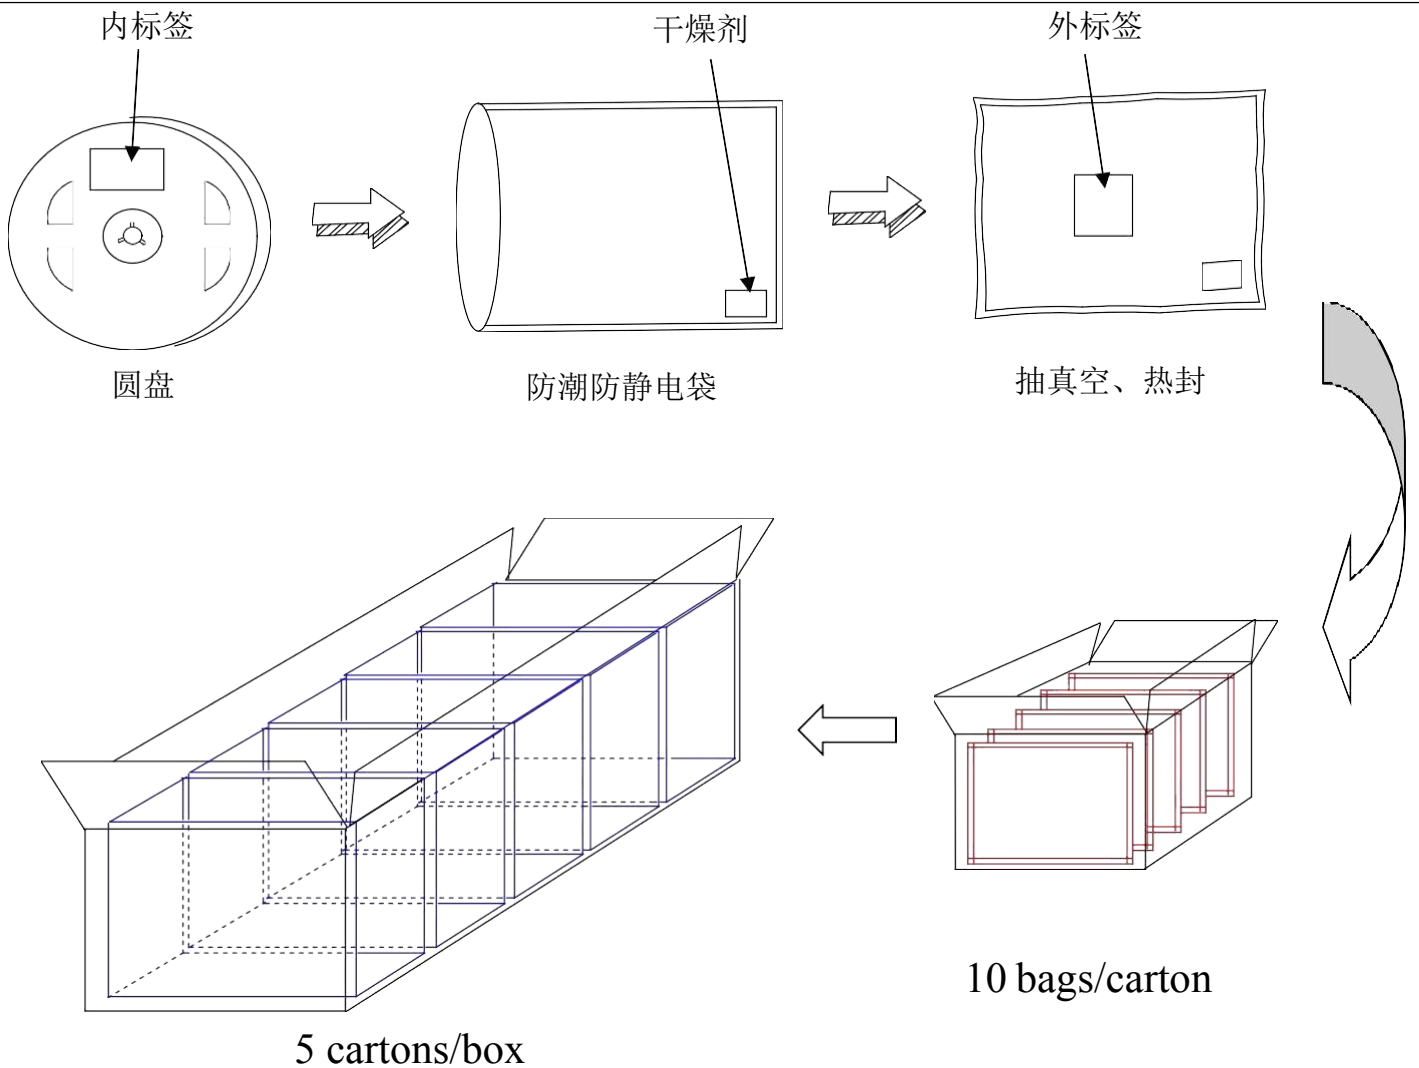 内标签
干燥剂
外标签
圆盘
防潮防静电袋
抽真空、热封
10 bags/carton
5 cartons/box